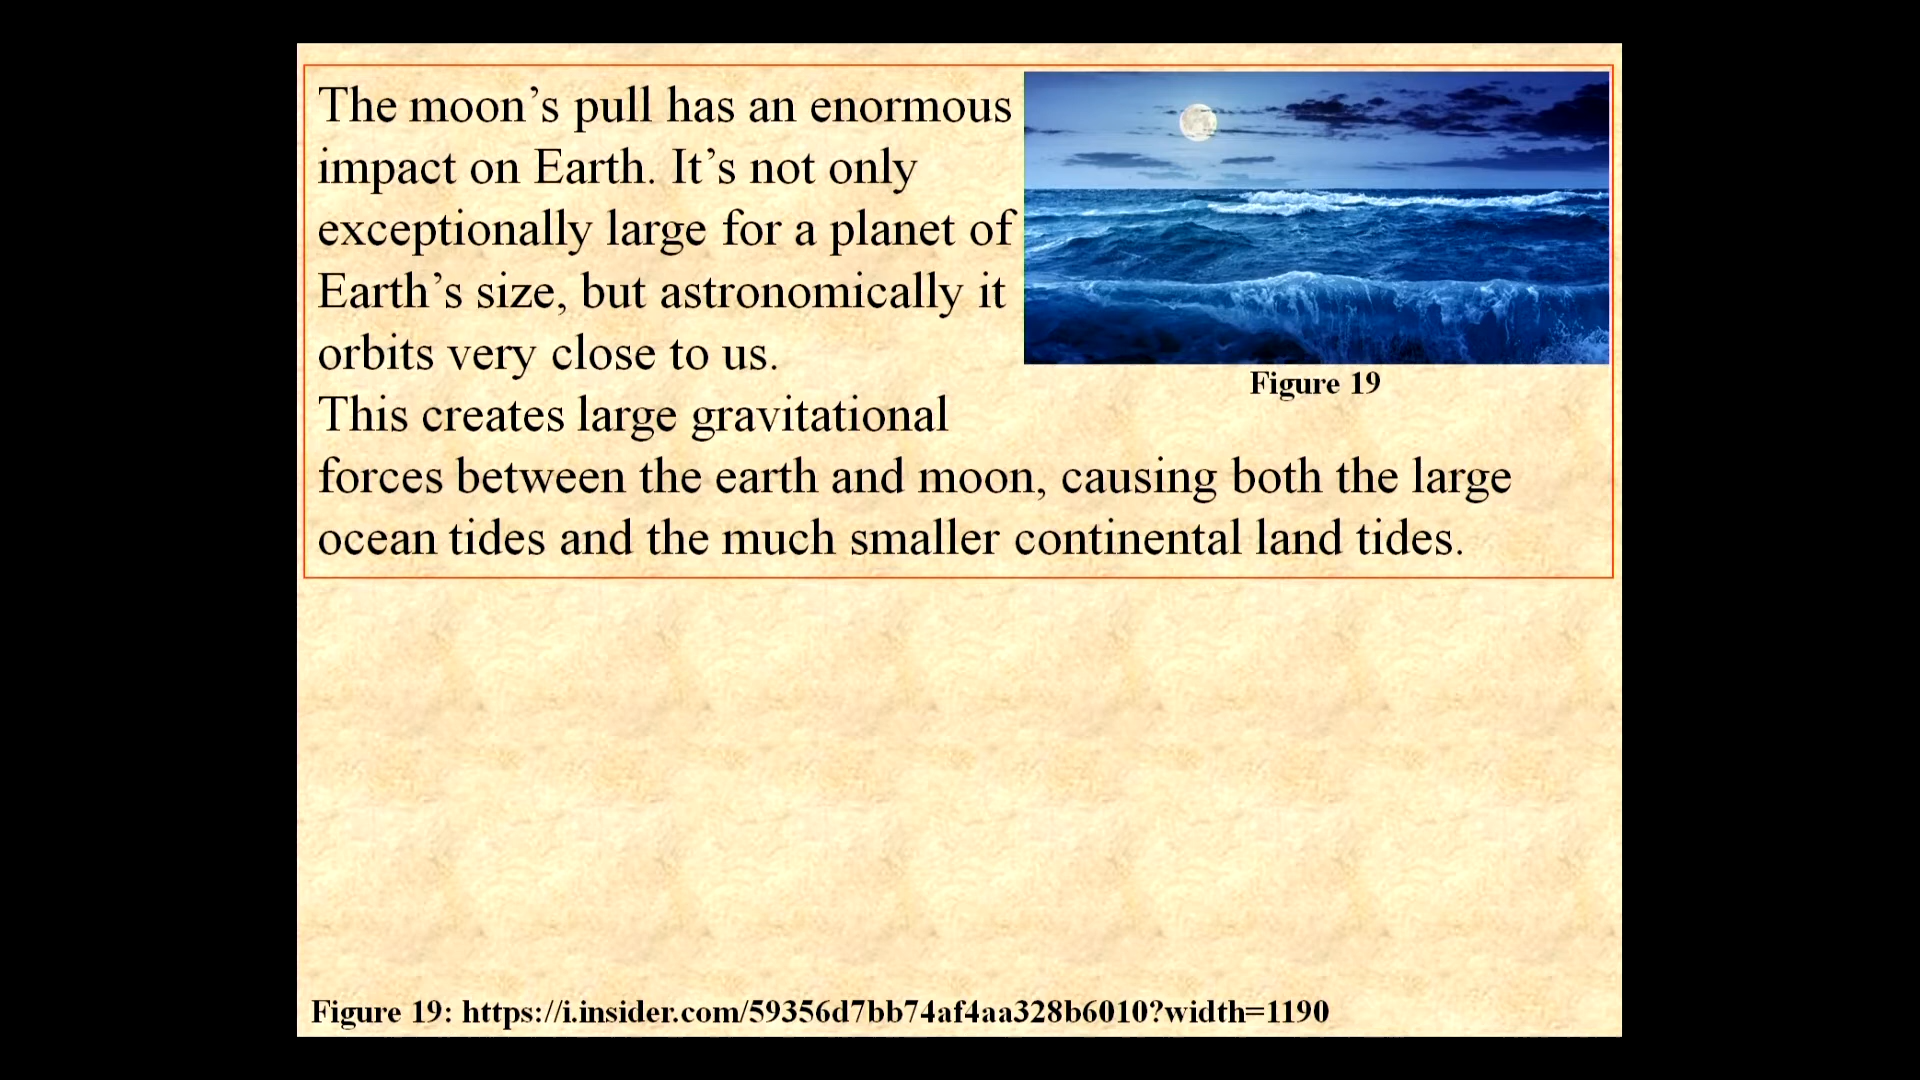 The moon’s pull has an enormous
impact on Earth. It’s not only
exceptionally large for a planet of
Earth’s size, but astronomically it
orbits very close to us.
This creates large gravitational
forces between the earth and moon, causing both the large
ocean tides and the much smaller continental land tides.
Figure 19
Figure 19: https://i.insider.com/59356d7bb74af4aa328b6010?width=1190